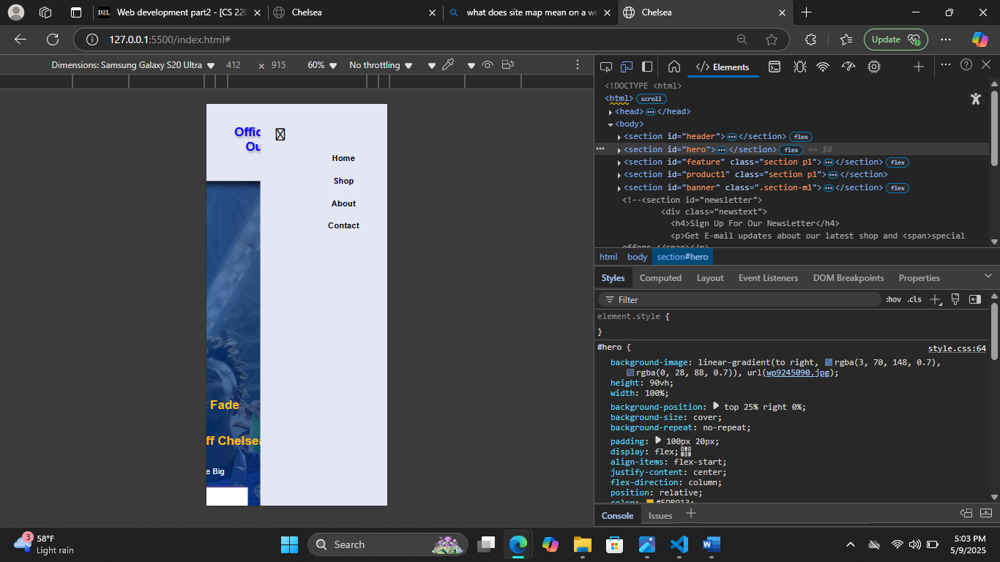 D2L Web development part2 - [CS 220
Chelsea
what does site map mean on a we
Chelsea
127.0.0.1:5500/index.html#
Update
Dimensions: Samsung Galaxy S20 Ultra 412 × 915 60% No throttling
Elements
Offic
Ou
Home
Shop
About
Contact
Fade
ff Chelsea
e Big
<!DOCTYPE <html>
<html> scroll
<head> ··· </head>
<body>
<section id="header"> ··· </section> flex
··· <section id="hero"> ··· </section> flex == $0
<section id="feature" class="section p1"> ··· </section> flex
<section id="product1" class="section p1"> ··· </section>
<section id="banner" class=".section-m1"> ··· </section> flex
<!--<section id="newsletter">
<div class="newstext">
<h4>Sign Up For Our NewsLetter</h4>
<p>Get E-mail updates about our latest shop and <span>special
offers.</span></p>
html body section#hero
Styles Computed Layout Event Listeners DOM Breakpoints Properties
Filter :hov .cls
element.style {
}
#hero { style.css:64
background-image: linear-gradient(to right, rgba(3, 70, 148, 0.7),
rgba(0, 28, 88, 0.7)), url(wp9245090.jpg);
height: 90vh;
width: 100%;
background-position: top 25% right 0%;
background-size: cover;
background-repeat: no-repeat;
padding: 100px 20px;
display: flex;
align-items: flex-start;
justify-content: center;
flex-direction: column;
position: relative;
color: #FDB913;
Console Issues
3 58°F
Light rain
Search
5:03 PM
5/9/2025